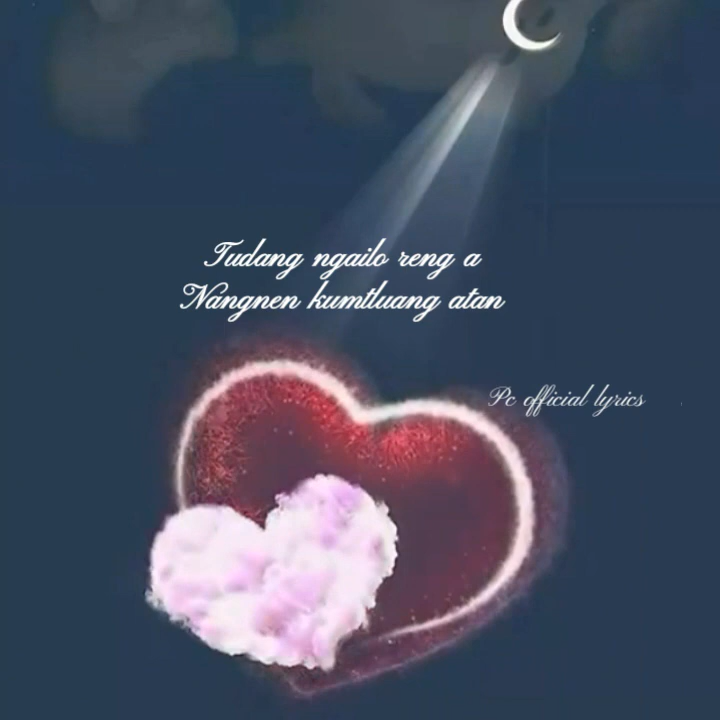 Tudang ngailo reng a
Nangnen kumtluang atan
Pc official lyrics